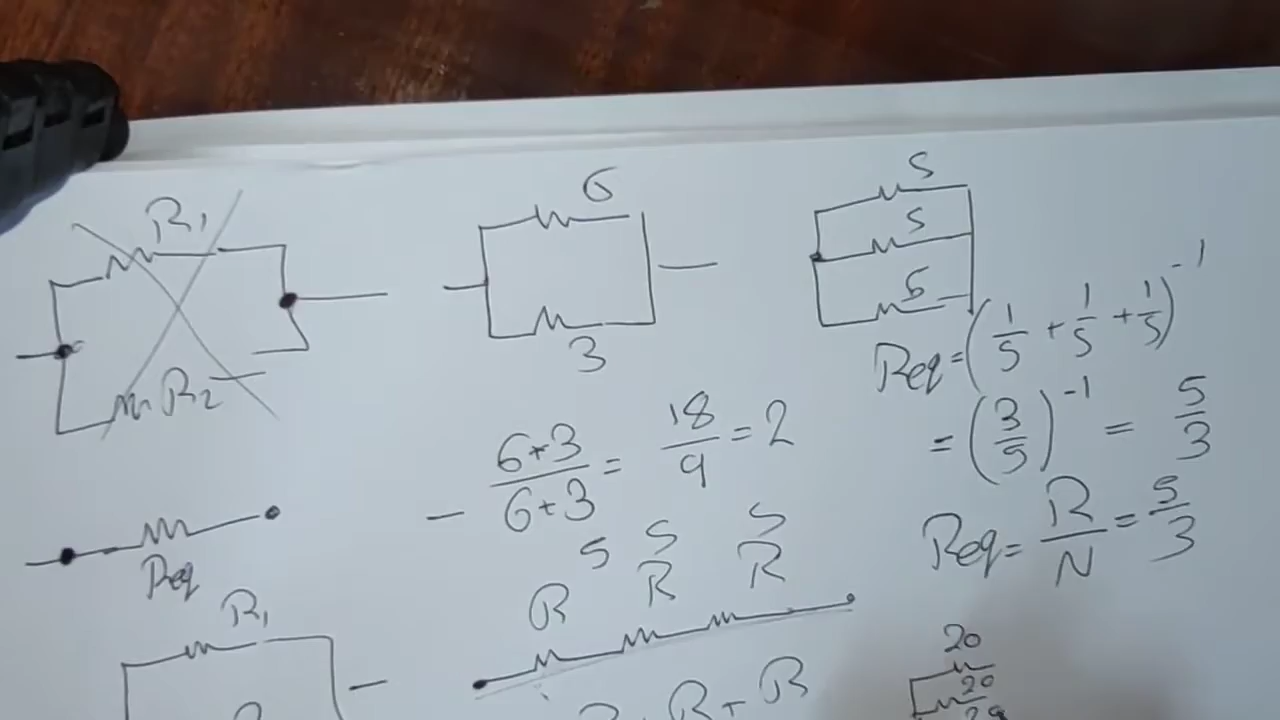 R1
R2
Req
R1
6
3
6*3/6+3 = 18/9 = 2
5 5 5
R R R
R + R
5
5
5
Req = (1/5 + 1/5 + 1/5)^-1
= (3/5)^-1 = 5/3
Req = R/N = 5/3
20
20